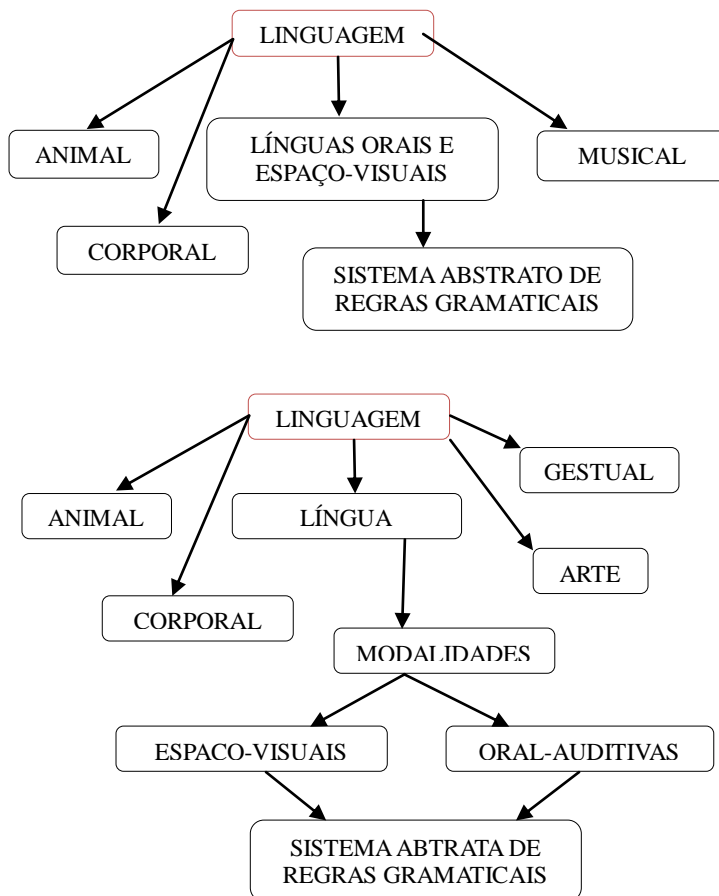 LINGUAGEM
ANIMAL
LÍNGUAS ORAIS E
ESPAÇO-VISUAIS
MUSICAL
CORPORAL
SISTEMA ABSTRATO DE
REGRAS GRAMATICAIS
LINGUAGEM
GESTUAL
ANIMAL
LÍNGUA
ARTE
CORPORAL
MODALIDADES
ESPACO-VISUAIS
ORAL-AUDITIVAS
SISTEMA ABTRATA DE
REGRAS GRAMATICAIS